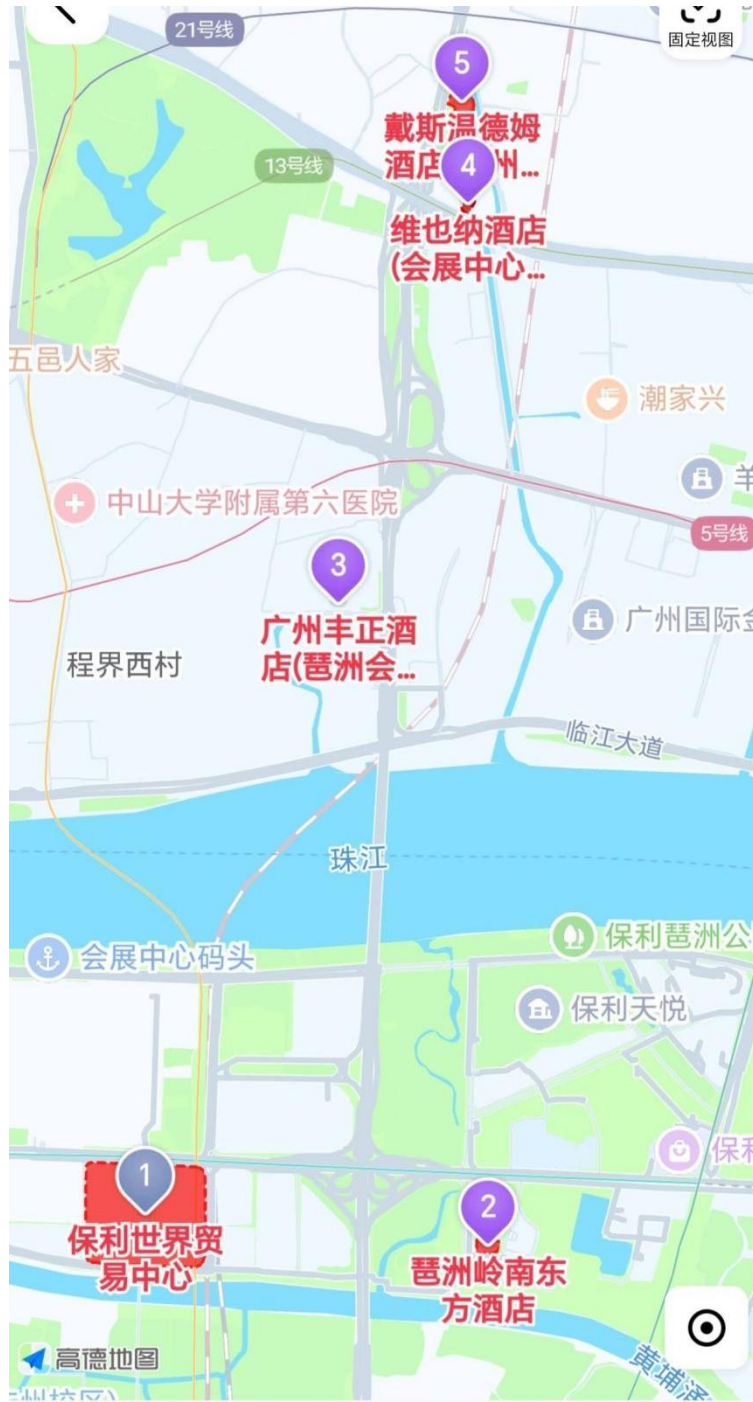 21号线
固定视图
5
戴斯温德姆
酒店
州...
4
13号线
维也纳酒店
(会展中心...
五邑人家
潮家兴
中山大学附属第六医院
羊
5号线
3
广州丰正酒
店(琶洲会...
广州国际金
程界西村
临江大道
珠江
保利琶洲公
会展中心码头
保利天悦
保利
1
保利世界贸
易中心
2
琶洲岭南东
方酒店
高德地图
黄埔涌
州校区)